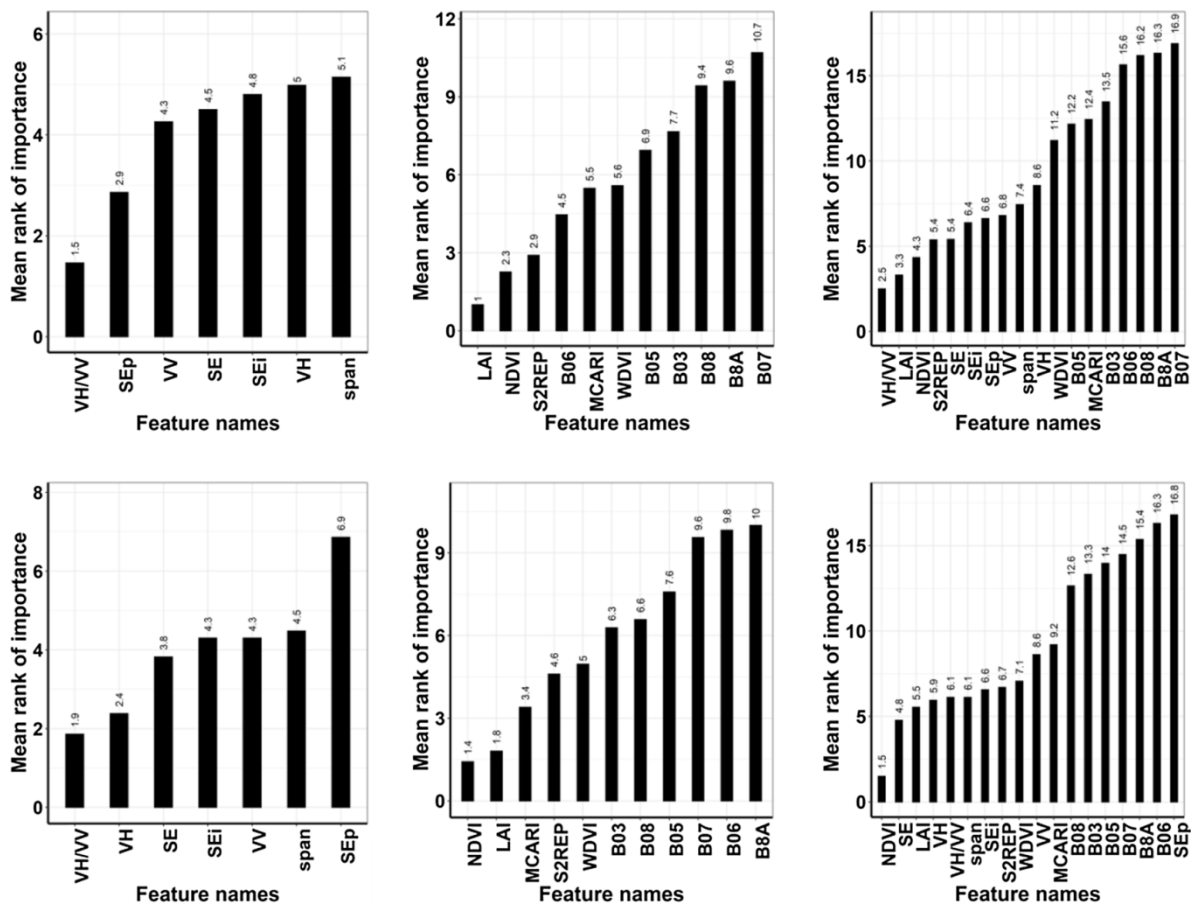 Mean rank of importance
6
4
2
0
1.5
2.9
4.3
4.5
4.8
5
5.1
VH/VV
SEp
VV
SE
SEi
VH
span
Feature names
Mean rank of importance
12
9
6
3
0
1
2.3
2.9
4.5
5.5
5.6
6.9
7.7
9.4
9.6
10.7
LAI
NDVI
S2REP
B06
MCARI
WDVI
B05
B03
B08
B8A
B07
Feature names
Mean rank of importance
15
10
5
0
2.5
3.3
4.3
5.4
5.4
6.4
6.6
6.8
7.4
8.6
11.2
12.2
12.4
13.5
15.6
16.2
16.3
16.9
VH/VV
LAI
NDVI
S2REP
SE
SEi
SEp
VV
span
VH
WDVI
B05
MCARI
B03
B06
B08
B8A
B07
Feature names
Mean rank of importance
8
6
4
2
0
1.9
2.4
3.8
4.3
4.3
4.5
6.9
VH/VV
VH
SE
SEi
VV
span
SEp
Feature names
Mean rank of importance
9
6
3
0
1.4
1.8
3.4
4.6
5
6.3
6.6
7.6
9.6
9.8
10
NDVI
LAI
MCARI
S2REP
WDVI
B03
B08
B05
B07
B06
B8A
Feature names
Mean rank of importance
15
10
5
0
1.5
4.8
5.5
5.9
6.1
6.1
6.6
6.7
7.1
8.6
9.2
12.6
13.3
14
14.5
15.4
16.3
16.8
NDVI
SE
LAI
VH
VH/VV
span
SEi
S2REP
WDVI
VV
MCARI
B08
B03
B05
B07
B8A
B06
SEp
Feature names